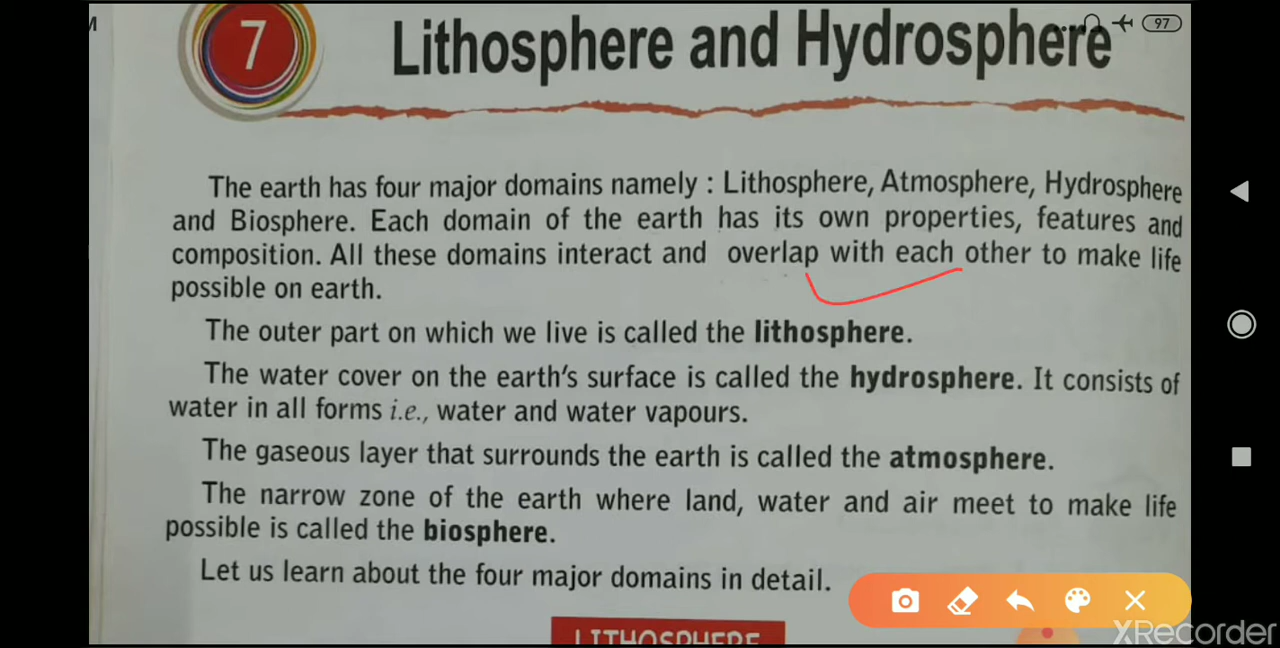 M
97
7
Lithosphere and Hydrosphere
The earth has four major domains namely : Lithosphere, Atmosphere, Hydrosphere
and Biosphere. Each domain of the earth has its own properties, features and
composition. All these domains interact and overlap with each other to make life
possible on earth.
The outer part on which we live is called the lithosphere.
The water cover on the earth's surface is called the hydrosphere. It consists of
water in all forms i.e., water and water vapours.
The gaseous layer that surrounds the earth is called the atmosphere.
The narrow zone of the earth where land, water and air meet to make life
possible is called the biosphere.
Let us learn about the four major domains in detail.
LITHOSPHERE
XRecorder